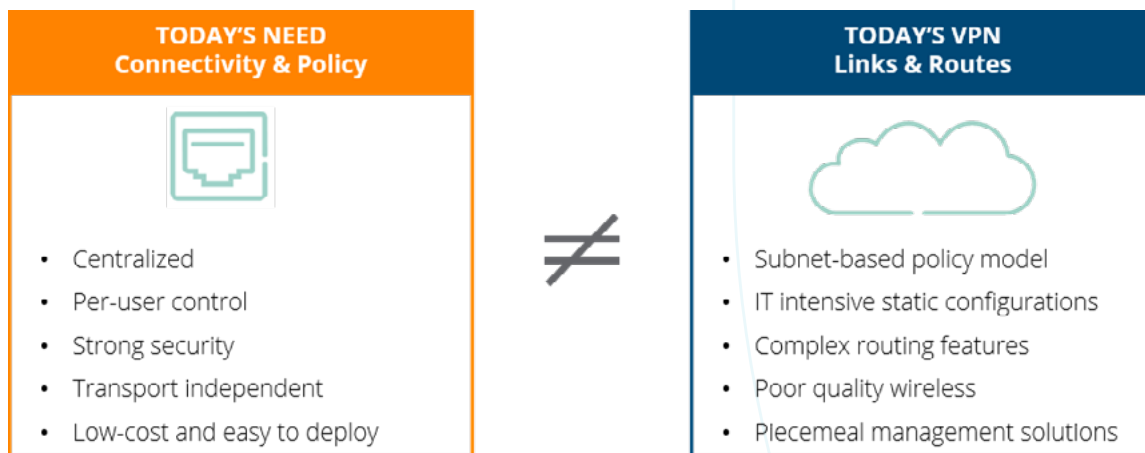 TODAY'S NEED
Connectivity & Policy
• Centralized
• Per-user control
• Strong security
• Transport independent
• Low-cost and easy to deploy
≠
TODAY'S VPN
Links & Routes
• Subnet-based policy model
• IT intensive static configurations
• Complex routing features
• Poor quality wireless
• Piecemeal management solutions